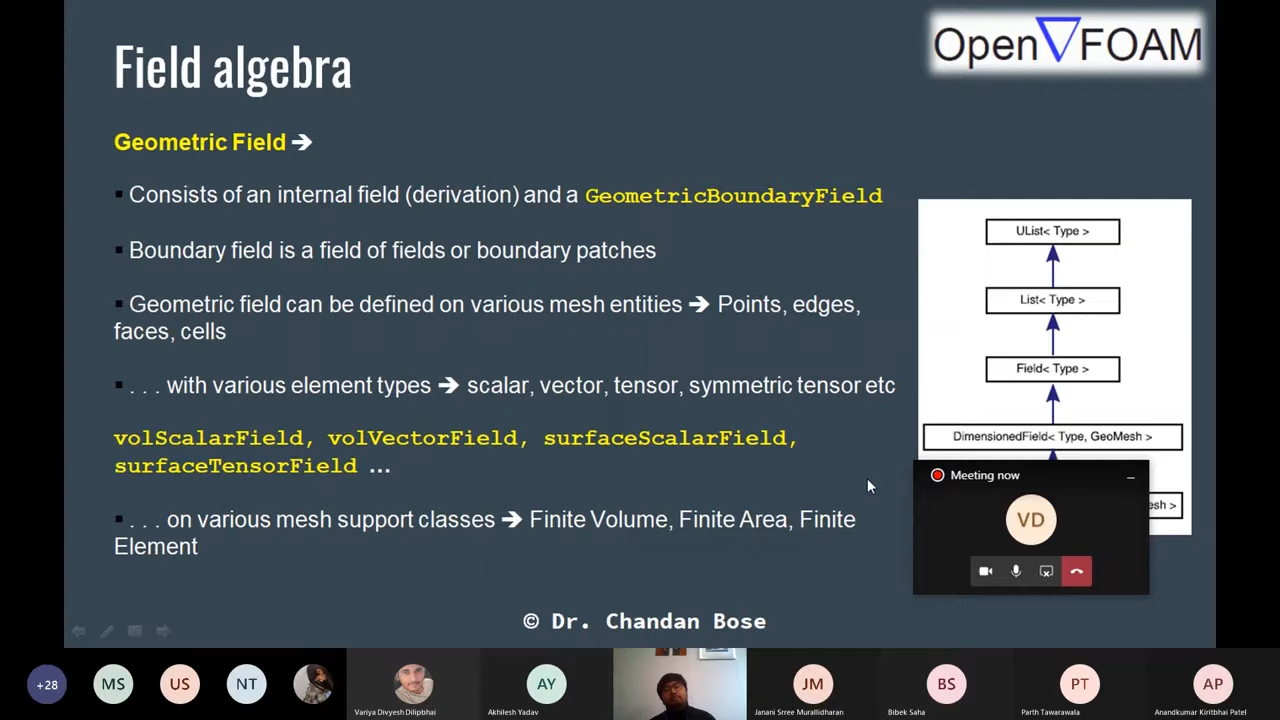 Field algebra
Open∇FOAM
Geometric Field ➔
▪ Consists of an internal field (derivation) and a GeometricBoundaryField
▪ Boundary field is a field of fields or boundary patches
▪ Geometric field can be defined on various mesh entities ➔ Points, edges,
faces, cells
▪ . . . with various element types ➔ scalar, vector, tensor, symmetric tensor etc
volScalarField, volVectorField, surfaceScalarField,
surfaceTensorField ...
▪ . . . on various mesh support classes ➔ Finite Volume, Finite Area, Finite
Element
UList< Type >
List< Type >
Field< Type >
DimensionedField< Type, GeoMesh >
esh >
Meeting now
VD
© Dr. Chandan Bose
+28
MS
US
NT
Variya Divyesh Dilipbhai
AY
Akhilesh Yadav
JM
Janani Srree Murallidharan
BS
Bibek Saha
PT
Parth Tawarawala
AP
Anandkumar Kiritbhai Patel